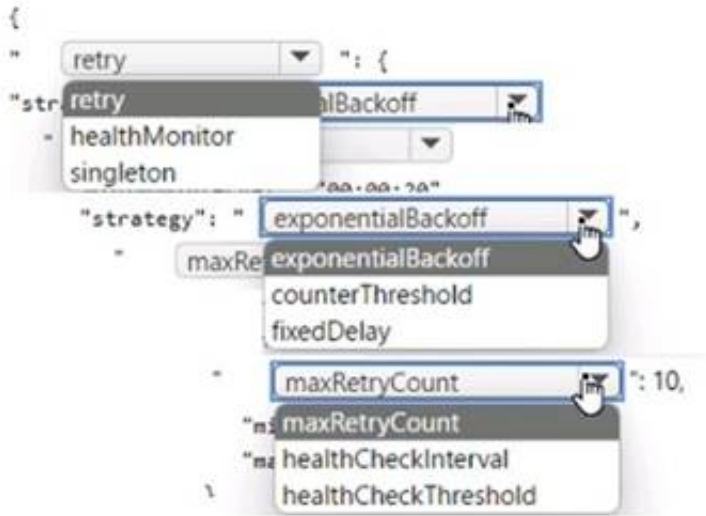 {
" retry ": {
"str retry alBackoff
" healthMonitor
singleton
"00:00:20"
"strategy": " exponentialBackoff ",
" maxRe exponentialBackoff
counterThreshold
fixedDelay
" maxRetryCount ": 10,
"mi maxRetryCount
"ma healthCheckInterval
} healthCheckThreshold